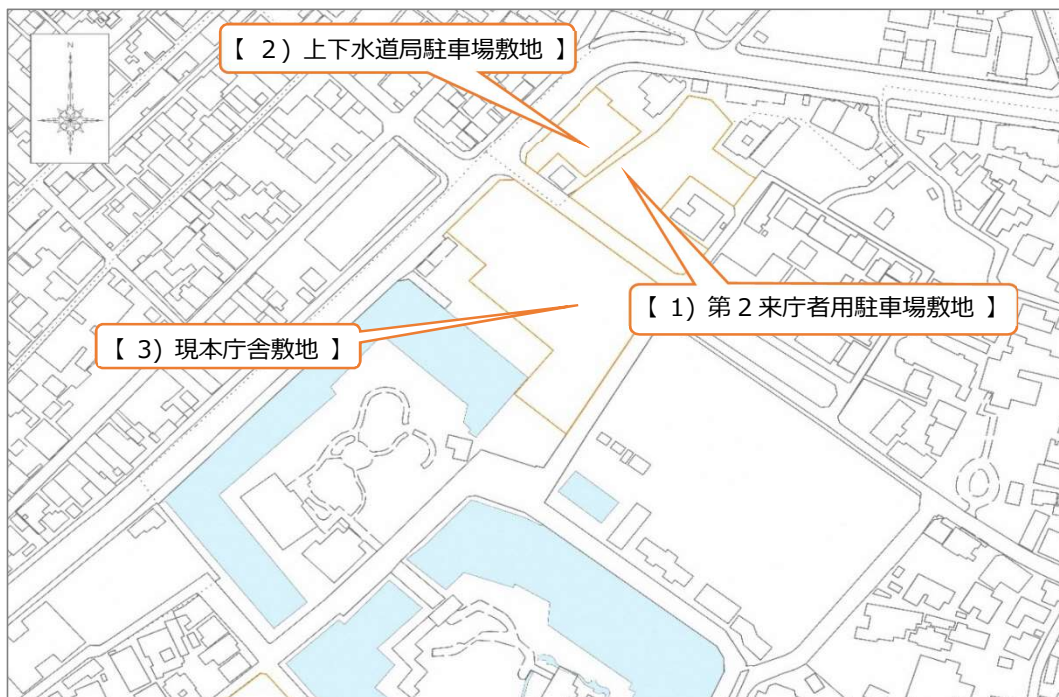 【 2) 上下水道局駐車場敷地 】
N
【 1) 第2来庁者用駐車場敷地 】
【 3) 現本庁舎敷地 】